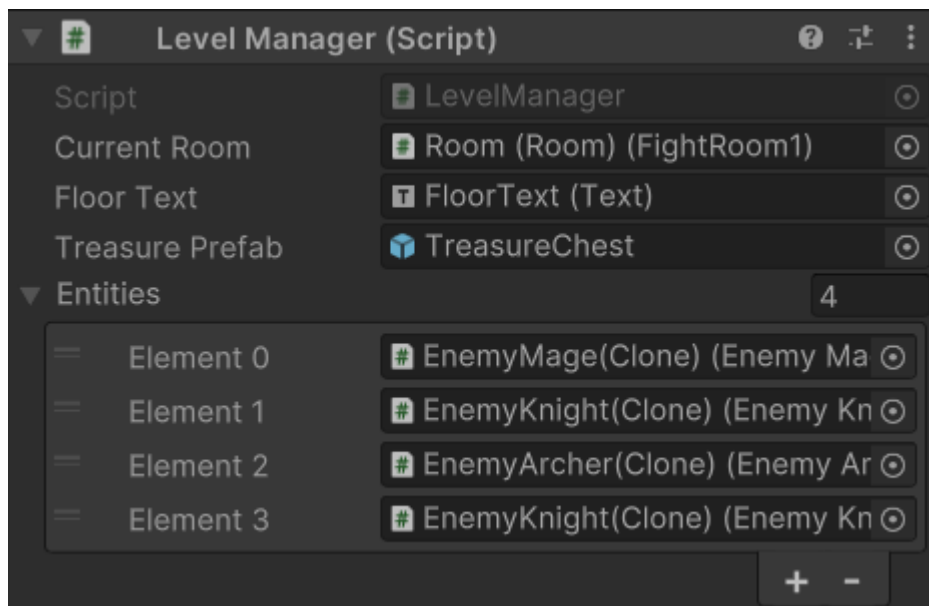 Level Manager (Script)
Script LevelManager
Current Room Room (Room) (FightRoom1)
Floor Text FloorText (Text)
Treasure Prefab TreasureChest
Entities 4
Element 0 EnemyMage(Clone) (Enemy Ma
Element 1 EnemyKnight(Clone) (Enemy Kn
Element 2 EnemyArcher(Clone) (Enemy Ar
Element 3 EnemyKnight(Clone) (Enemy Kn
+ -